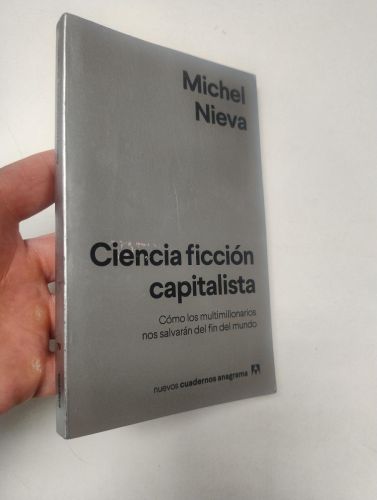 Michel
Nieva
Ciencia ficción
capitalista
Cómo los multimillonarios
nos salvarán del fin del mundo
nuevos cuadernos anagrama